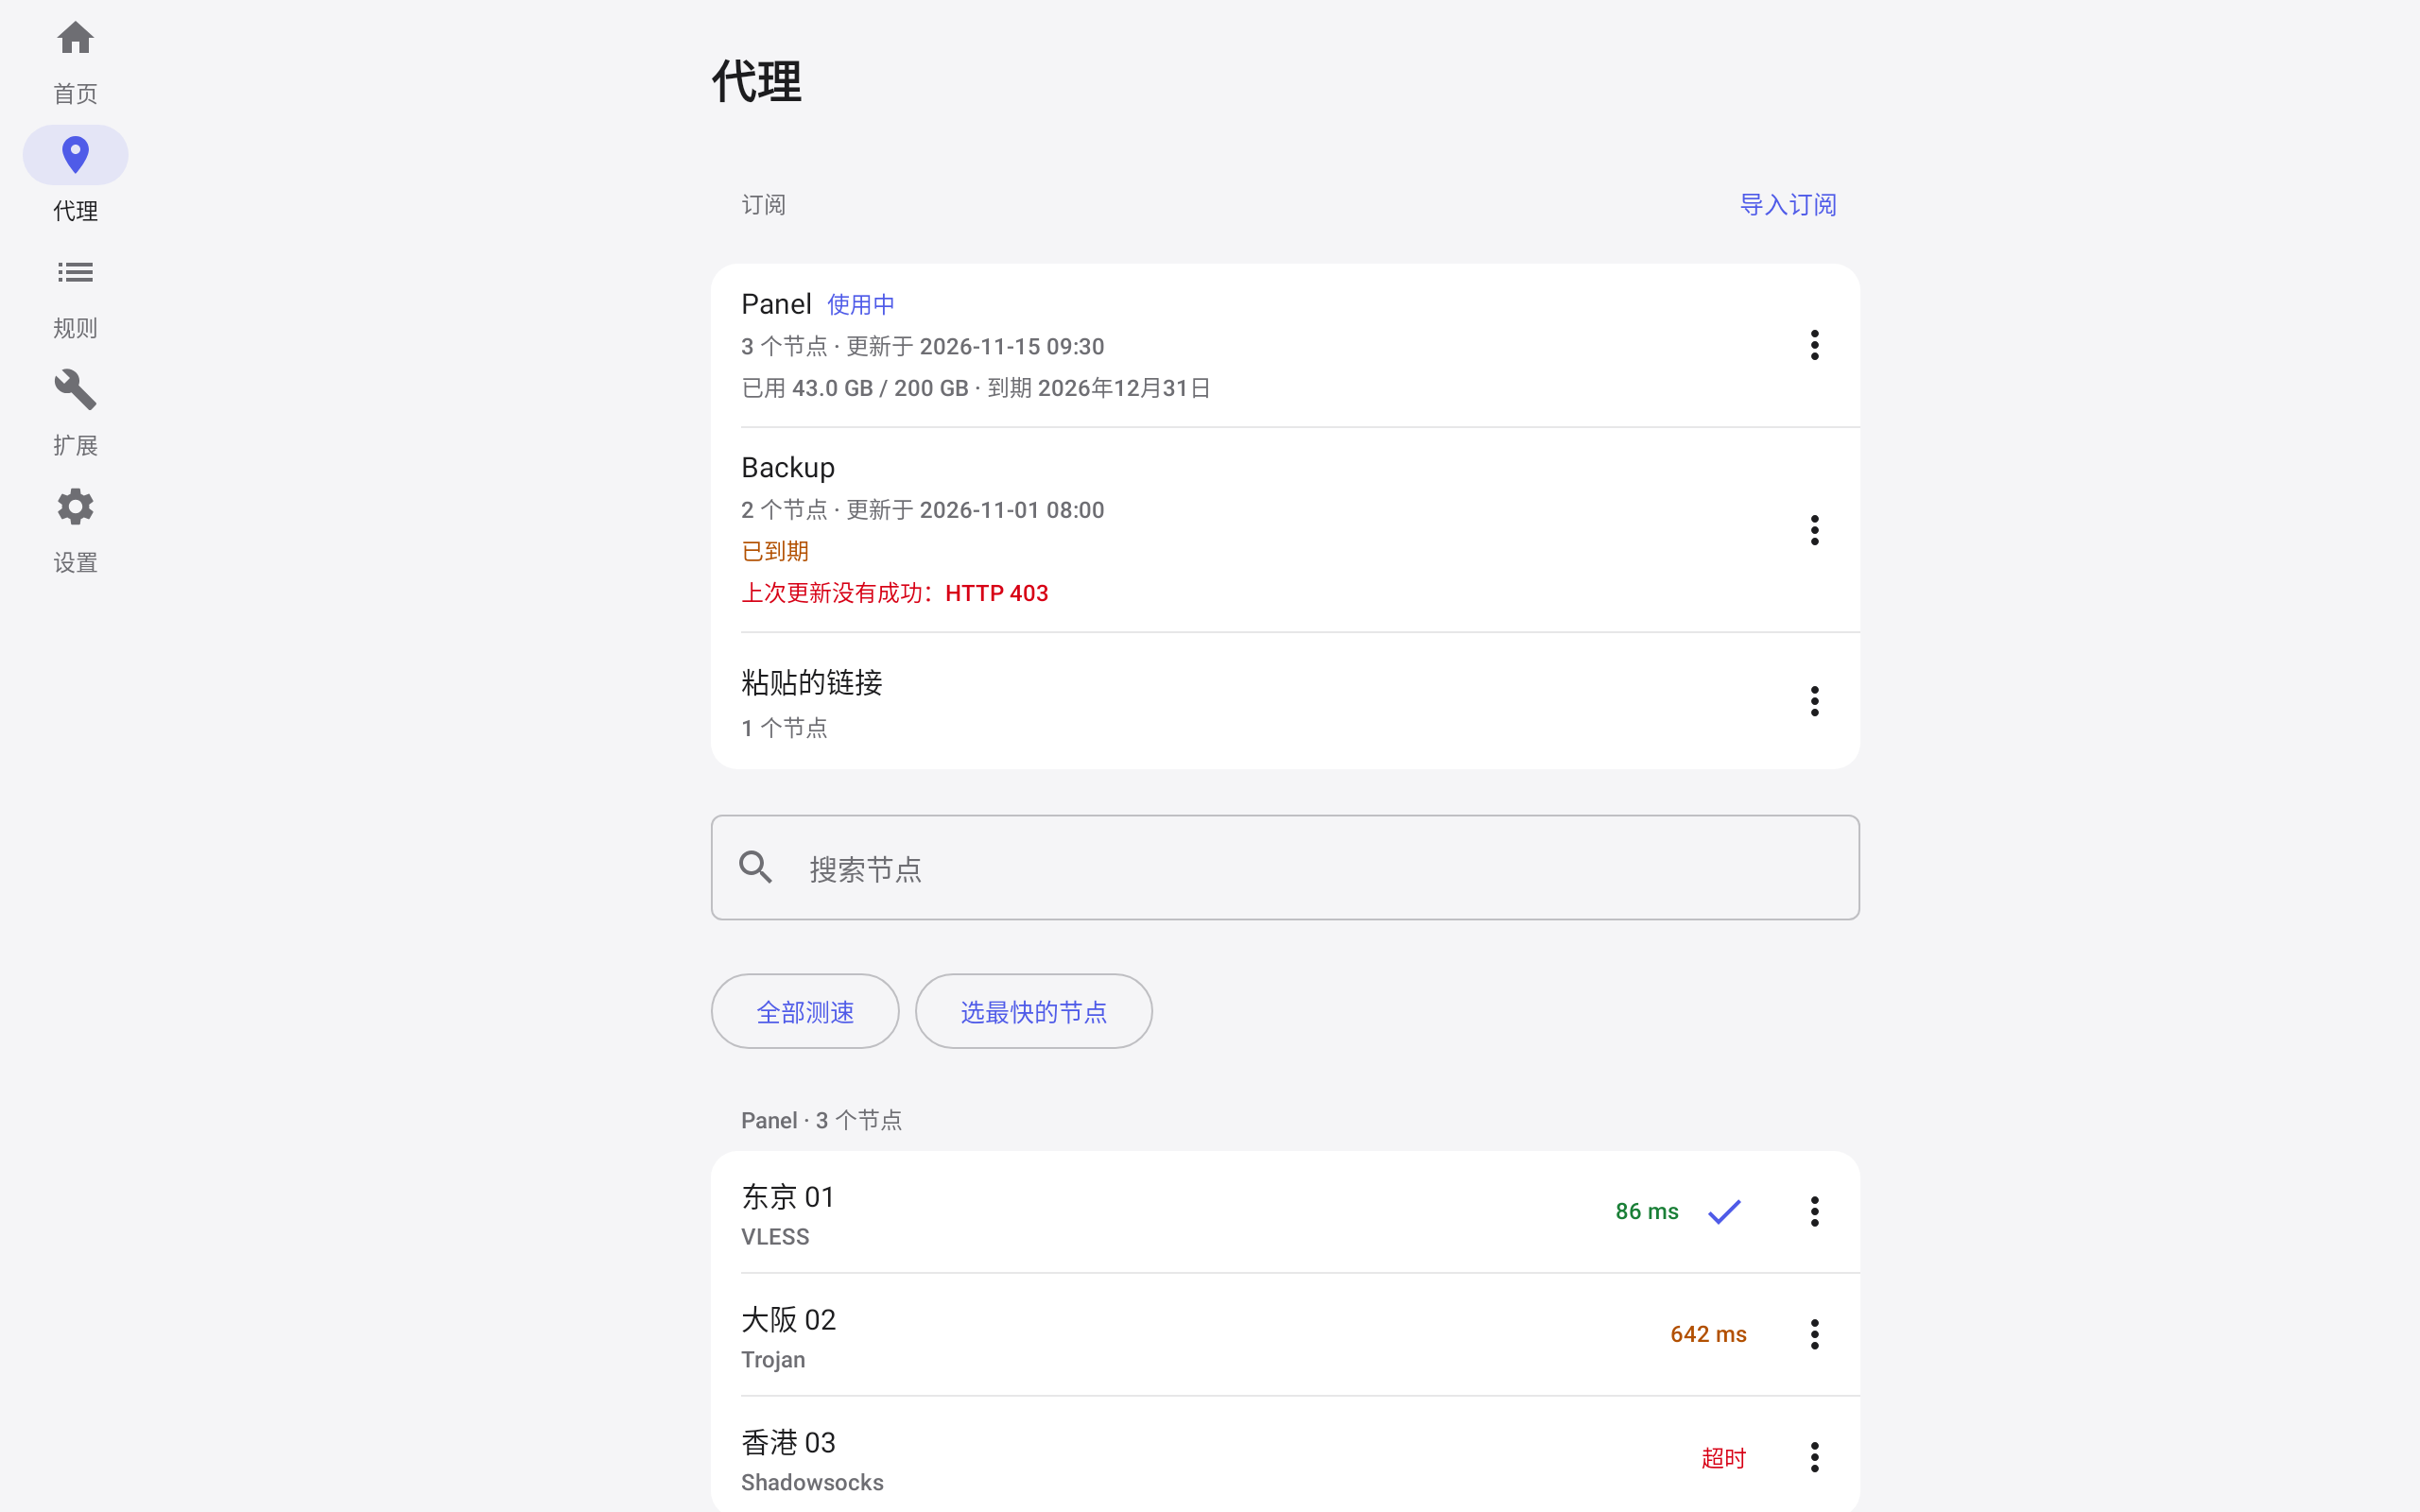 首页
代理
规则
扩展
设置
代理
订阅
导入订阅
Panel 使用中
3 个节点 · 更新于 2026-11-15 09:30
已用 43.0 GB / 200 GB · 到期 2026年12月31日
Backup
2 个节点 · 更新于 2026-11-01 08:00
已到期
上次更新没有成功：HTTP 403
粘贴的链接
1 个节点
搜索节点
全部测速
选最快的节点
Panel · 3 个节点
东京 01
VLESS
86 ms
大阪 02
Trojan
642 ms
香港 03
Shadowsocks
超时